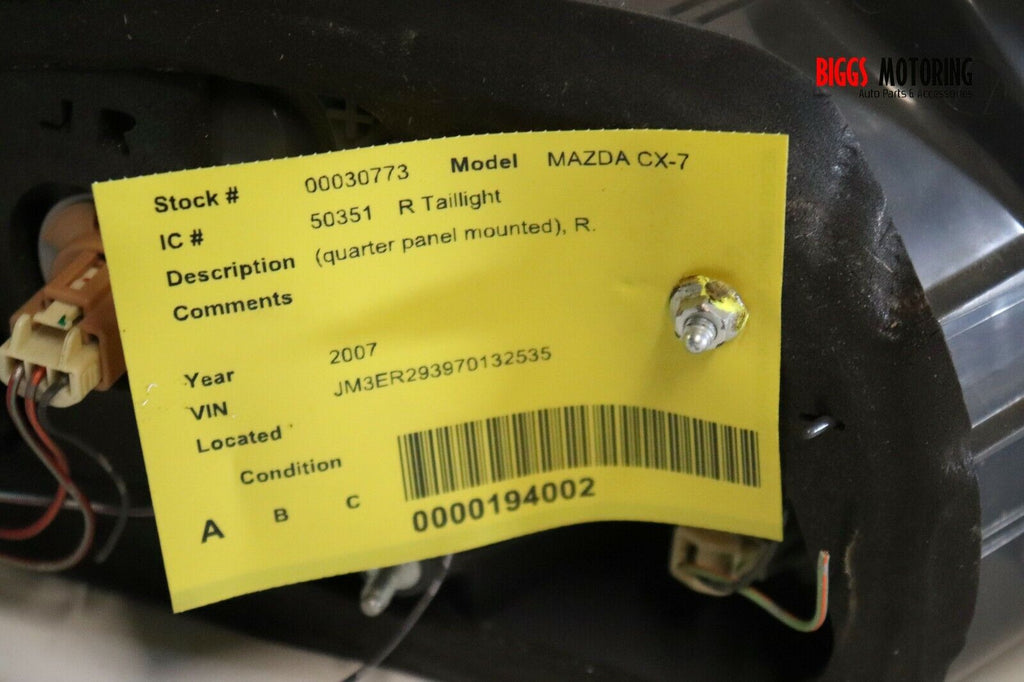 BIGGS MOTORING
Auto Parts & Accessories
Stock # 00030773 Model MAZDA CX-7
IC # 50351 R Taillight
Description (quarter panel mounted), R.
Comments
Year 2007
VIN JM3ER293970132535
Located
Condition
A B C
0000194002